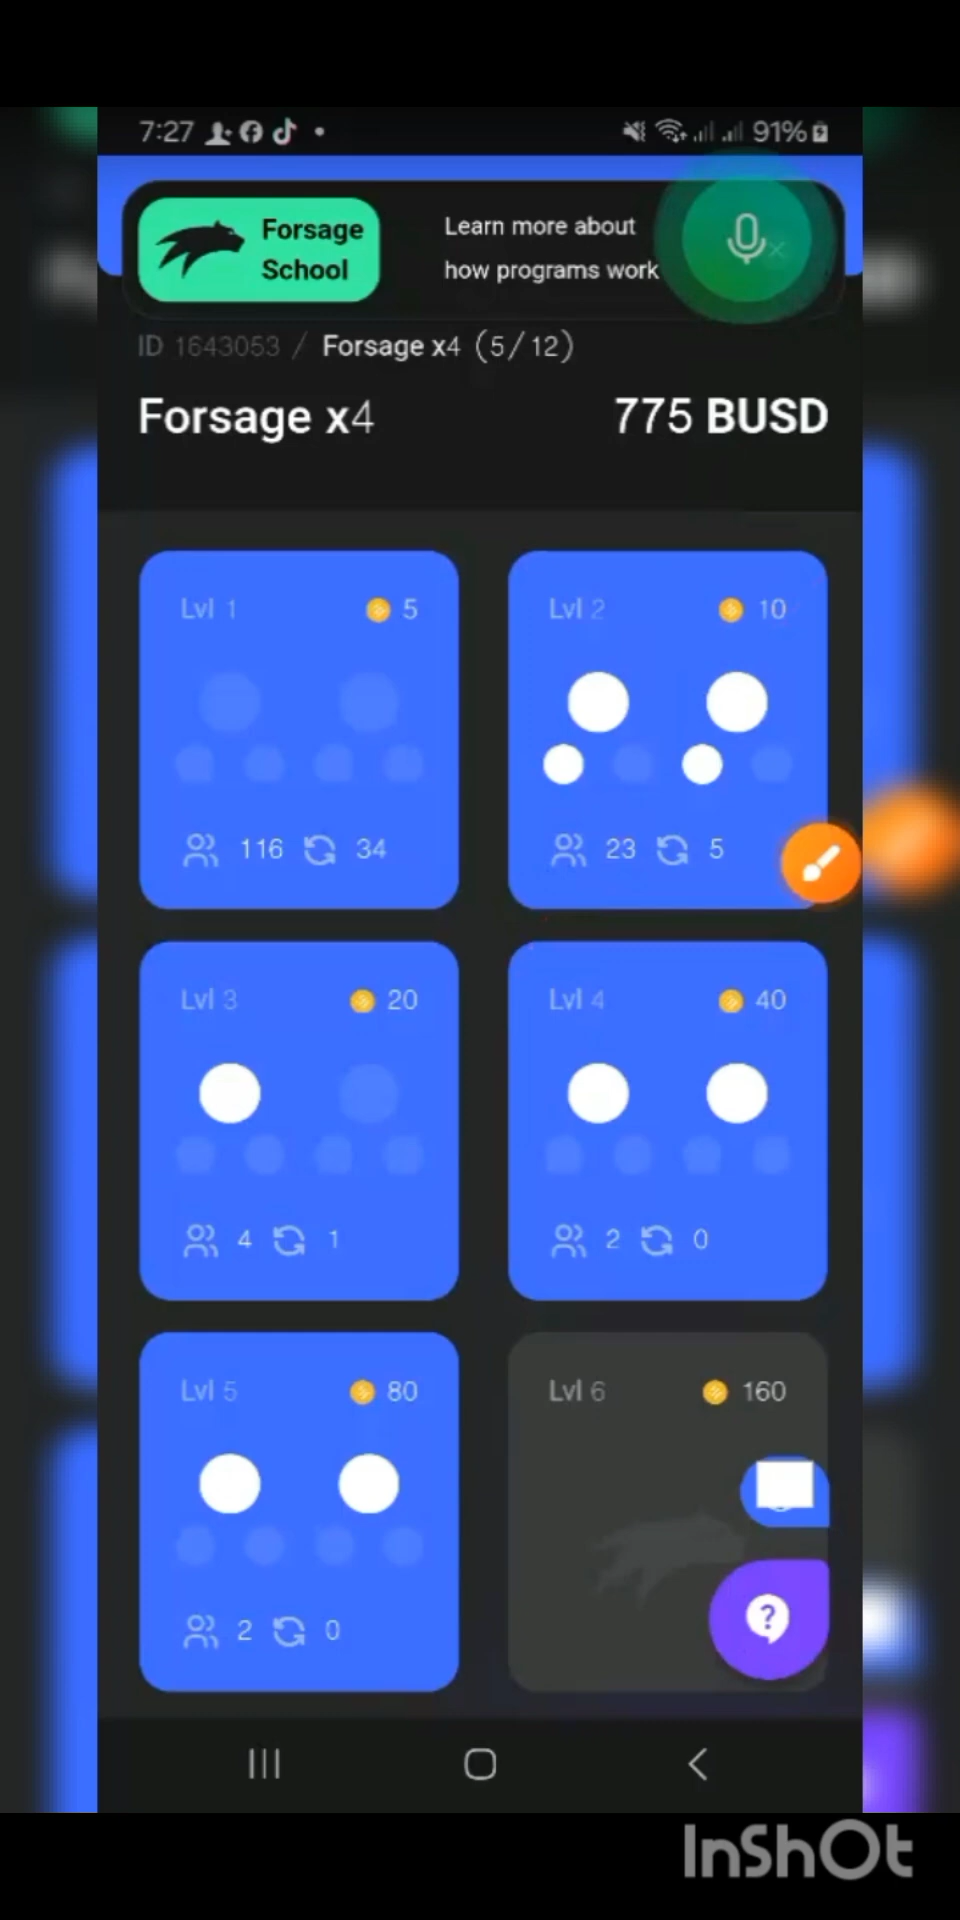 7:27
91%
Forsage
School
Learn more about
how programs work
ID 1643053 / Forsage x4 (5/12)
Forsage x4 775 BUSD
Lvl 1 5
116 34
Lvl 2 10
23 5
Lvl 3 20
4 1
Lvl 4 40
2 0
Lvl 5 80
2 0
Lvl 6 160
?
InShOt